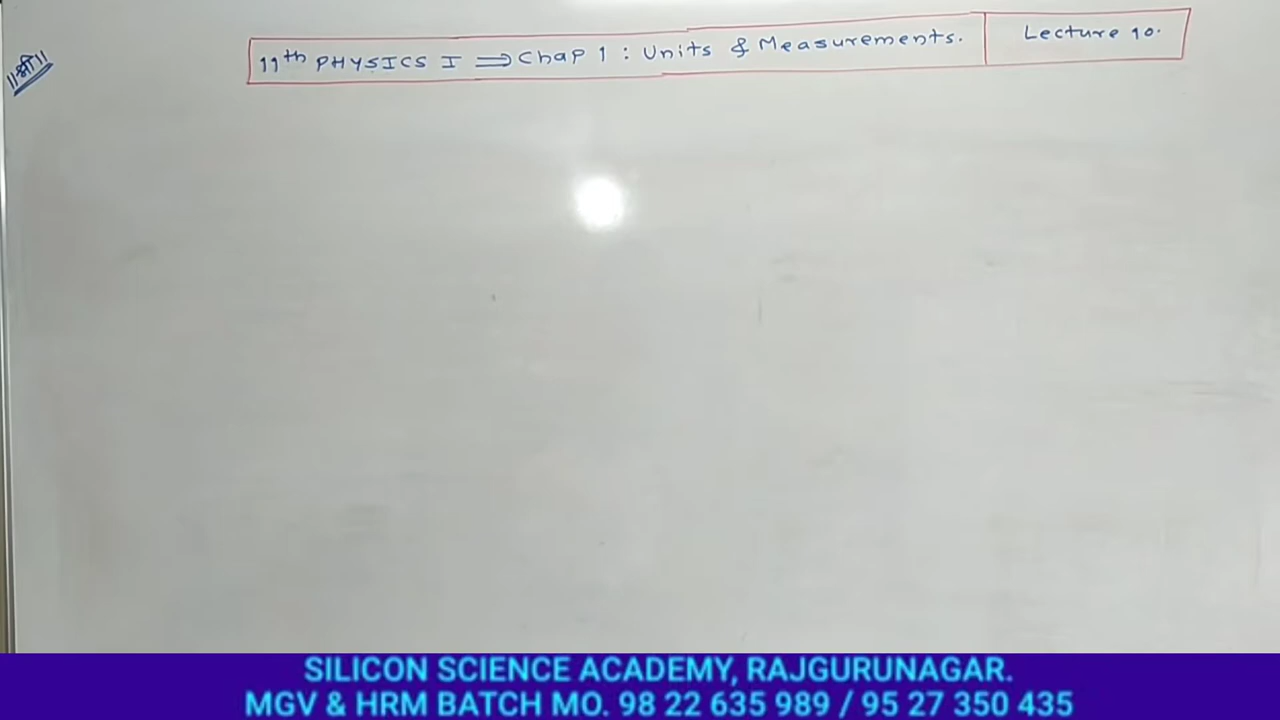 ॥श्री॥
11th PHYSICS I ⇒ Chap 1 : Units & Measurements.
Lecture 10.
SILICON SCIENCE ACADEMY, RAJGURUNAGAR.
MGV & HRM BATCH MO. 98 22 635 989 / 95 27 350 435